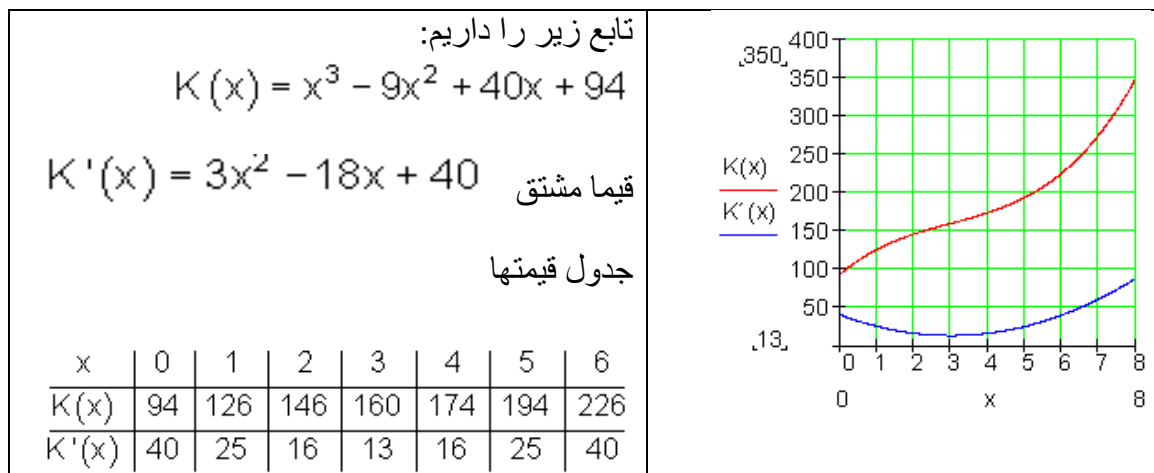 تابع زیر را داریم:
K(x) = x³ – 9x² + 40x + 94
K'(x) = 3x² – 18x + 40 قیما مشتق
جدول قیمتها
x | 0 | 1 | 2 | 3 | 4 | 5 | 6
K(x) | 94 | 126 | 146 | 160 | 174 | 194 | 226
K'(x) | 40 | 25 | 16 | 13 | 16 | 25 | 40
400
350
350
300
250
K(x)
200
K´(x)
150
100
50
13
0 1 2 3 4 5 6 7 8
0 x 8